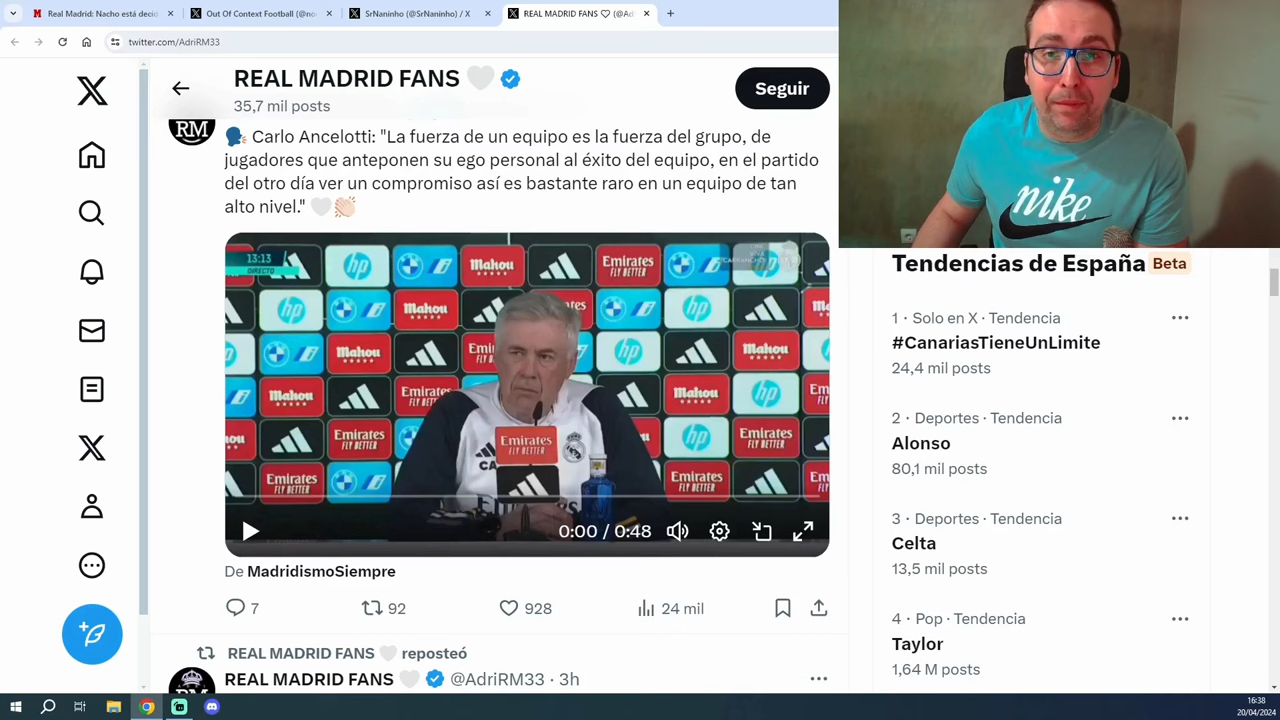 Real Madrid: Nacho está decid
Out Of Context Football (@no
SrNaninho (@SrNaninho) / X
REAL MADRID FANS 🤍 (@Ad
twitter.com/AdriRM33
REAL MADRID FANS 🤍
35,7 mil posts
Seguir
RM
🗣️ Carlo Ancelotti: "La fuerza de un equipo es la fuerza del grupo, de
jugadores que anteponen su ego personal al éxito del equipo, en el partido
del otro día ver un compromiso así es bastante raro en un equipo de tan
alto nivel." 🤍👏🏻
13:13
DIRECTO
hp
Mahou
Emirates
FLY BETTER
0:00 / 0:48
De MadridismoSiempre
7
92
928
24 mil
REAL MADRID FANS 🤍 reposteó
REAL MADRID FANS 🤍 @AdriRM33 · 3h
nike
Tendencias de España Beta
1 · Solo en X · Tendencia
#CanariasTieneUnLimite
24,4 mil posts
2 · Deportes · Tendencia
Alonso
80,1 mil posts
3 · Deportes · Tendencia
Celta
13,5 mil posts
4 · Pop · Tendencia
Taylor
1,64 M posts
16:38
20/04/2024